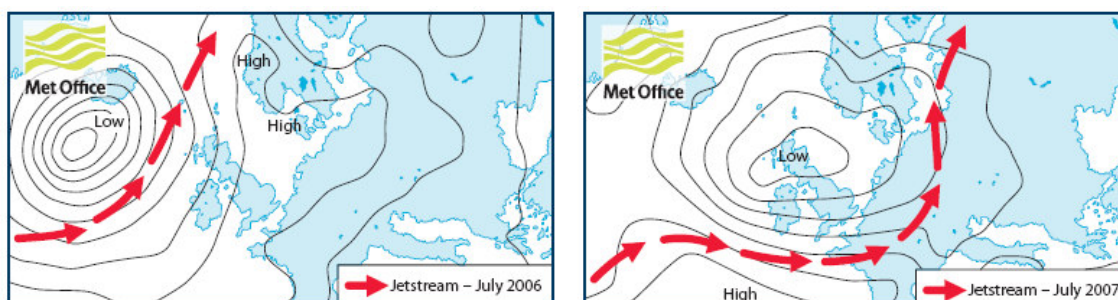 Met Office
Low
High
High
Jetstream – July 2006
Met Office
Low
High
Jetstream – July 2007